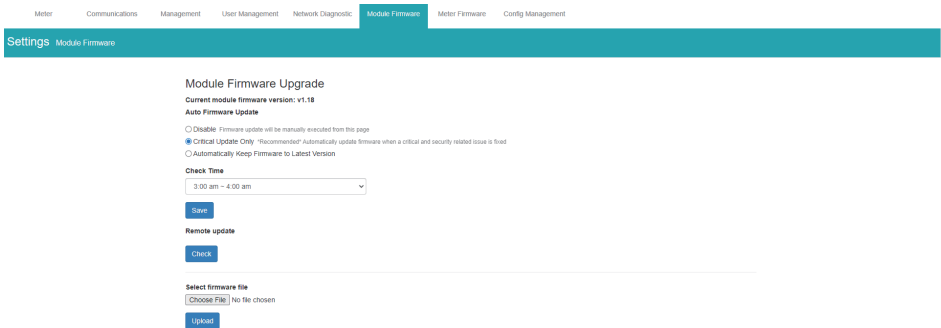 Meter Communications Management User Management Network Diagnostic Module Firmware Meter Firmware Config Management
Settings Module Firmware
Module Firmware Upgrade
Current module firmware version: v1.18
Auto Firmware Update
Disable Firmware update will be manually executed from this page
Critical Update Only *Recommended* Automatically update firmware when a critical and security related issue is fixed
Automatically Keep Firmware to Latest Version
Check Time
3:00 am ~ 4:00 am
Save
Remote update
Check
Select firmware file
Choose File No file chosen
Upload